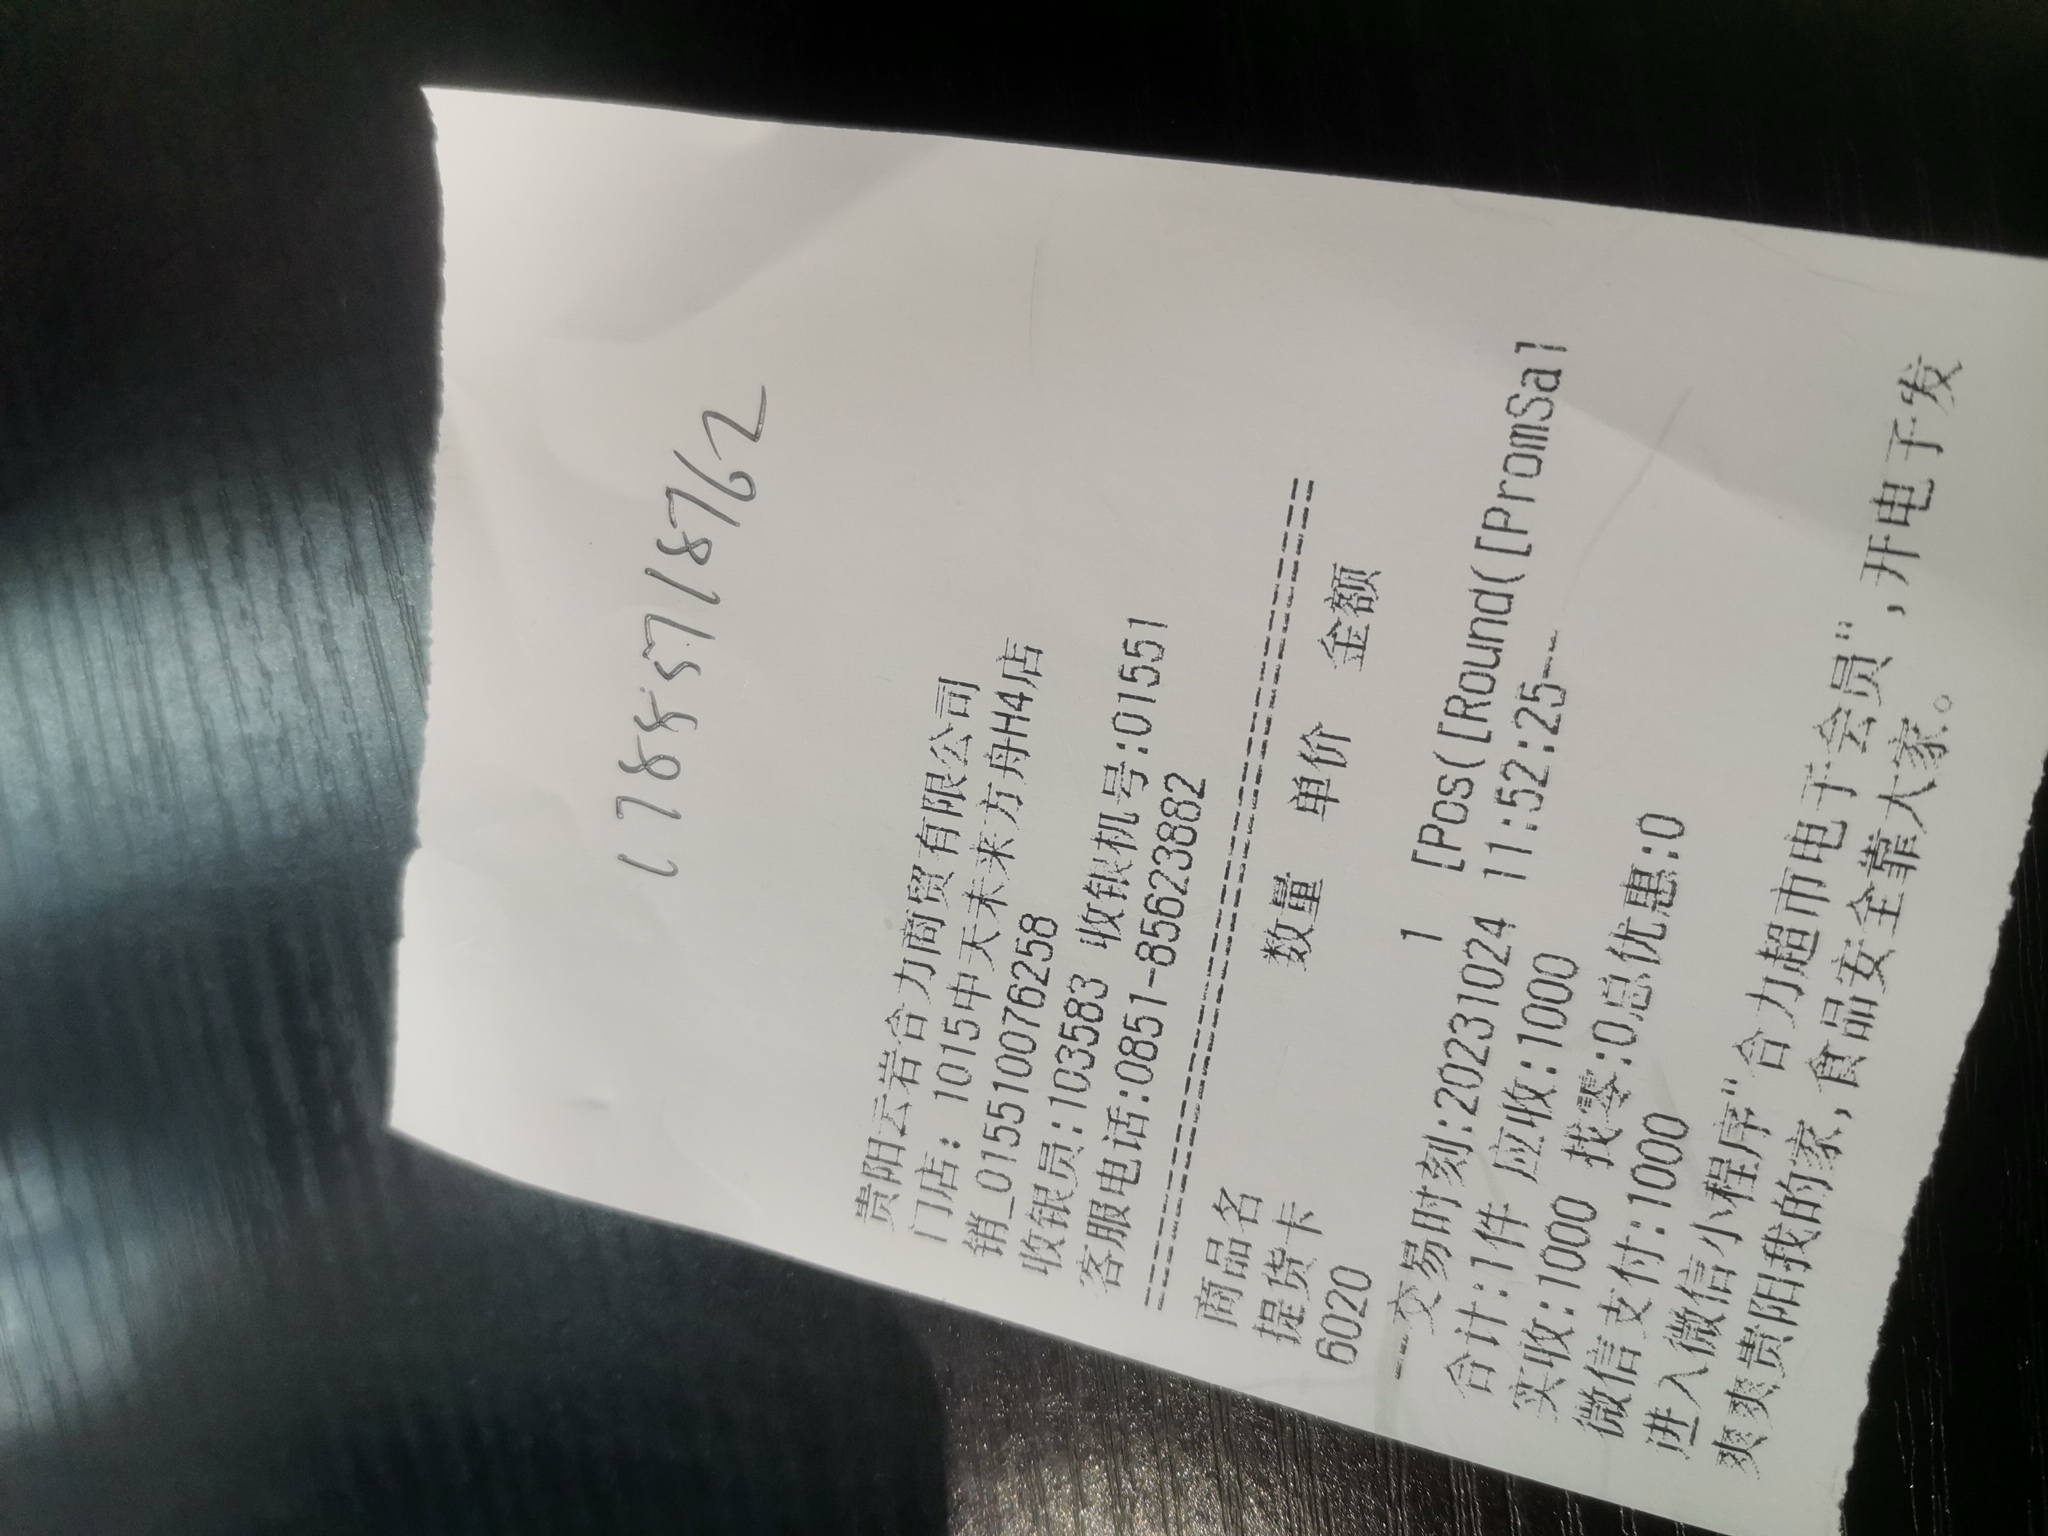 17885718762
贵阳云岩合力商贸有限公司
门店: 1015中天未来方舟H4店
销_015510076258
收银员:103583 收银机号:01551
客服电话:0851-85623882
================================
商品名 数量 单价 金额
提货卡
6020 1 [Pos([Round([PromSal
---交易时刻:20231024 11:52:25--
合计:1件 应收:1000
实收:1000 找零:0总优惠:0
微信支付:1000
进入微信小程序"合力超市电子会员",开电子发
爽爽贵阳我的家,食品安全靠大家。